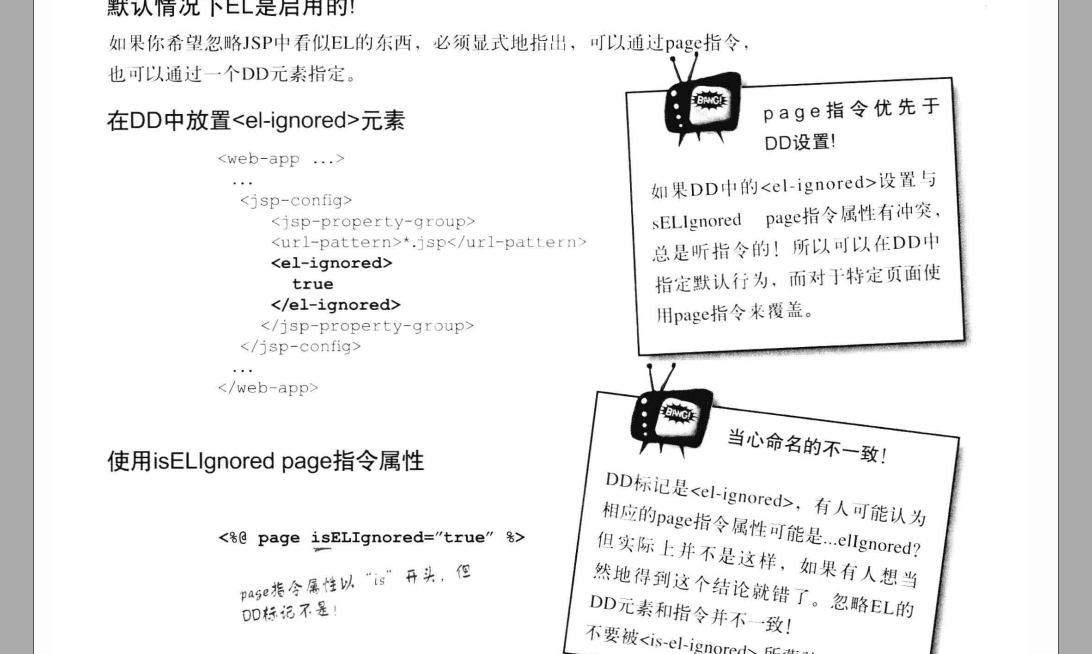 默认情况下EL是启用的!
如果你希望忽略JSP中看似EL的东西，必须显式地指出，可以通过page指令，
也可以通过一个DD元素指定。
在DD中放置<el-ignored>元素
<web-app ...>
...
<jsp-config>
<jsp-property-group>
<url-pattern>*.jsp</url-pattern>
<el-ignored>
true
</el-ignored>
</jsp-property-group>
</jsp-config>
...
</web-app>
BANG!
page指令优先于
DD设置!
如果DD中的<el-ignored>设置与
sELIgnored page指令属性有冲突，
总是听指令的！所以可以在DD中
指定默认行为，而对于特定页面使
用page指令来覆盖。
使用isELIgnored page指令属性
<%@ page isELIgnored="true" %>
page指令属性以"is"开头，但
DD标记不是！
BANG!
当心命名的不一致！
DD标记是<el-ignored>，有人可能认为
相应的page指令属性可能是...elIgnored?
但实际上并不是这样，如果有人想当
然地得到这个结论就错了。忽略EL的
DD元素和指令并不一致！
不要被<is-el-ignored>